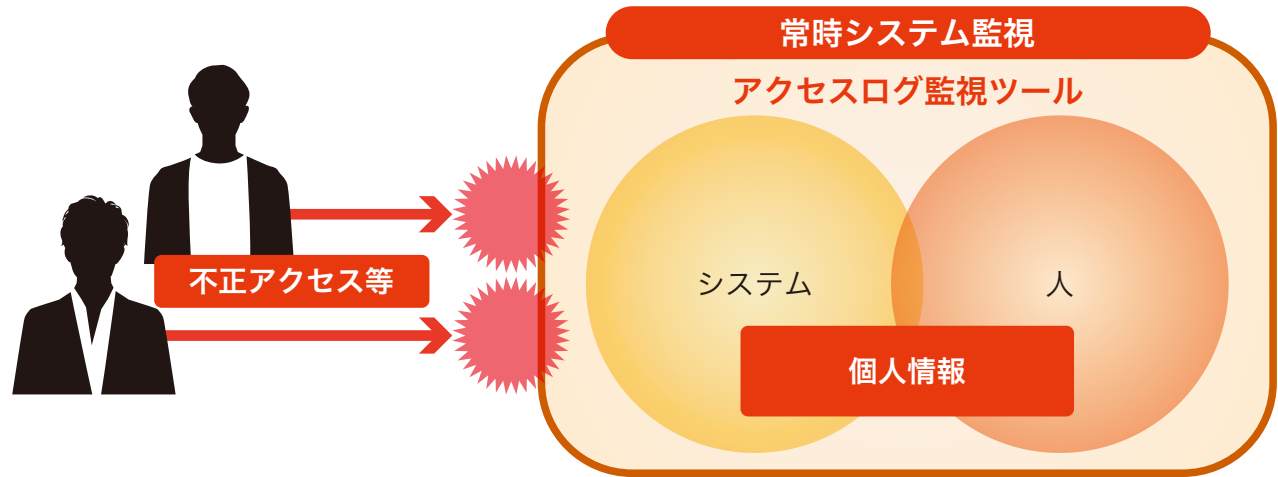 常時システム監視
アクセスログ監視ツール
不正アクセス等
システム
人
個人情報